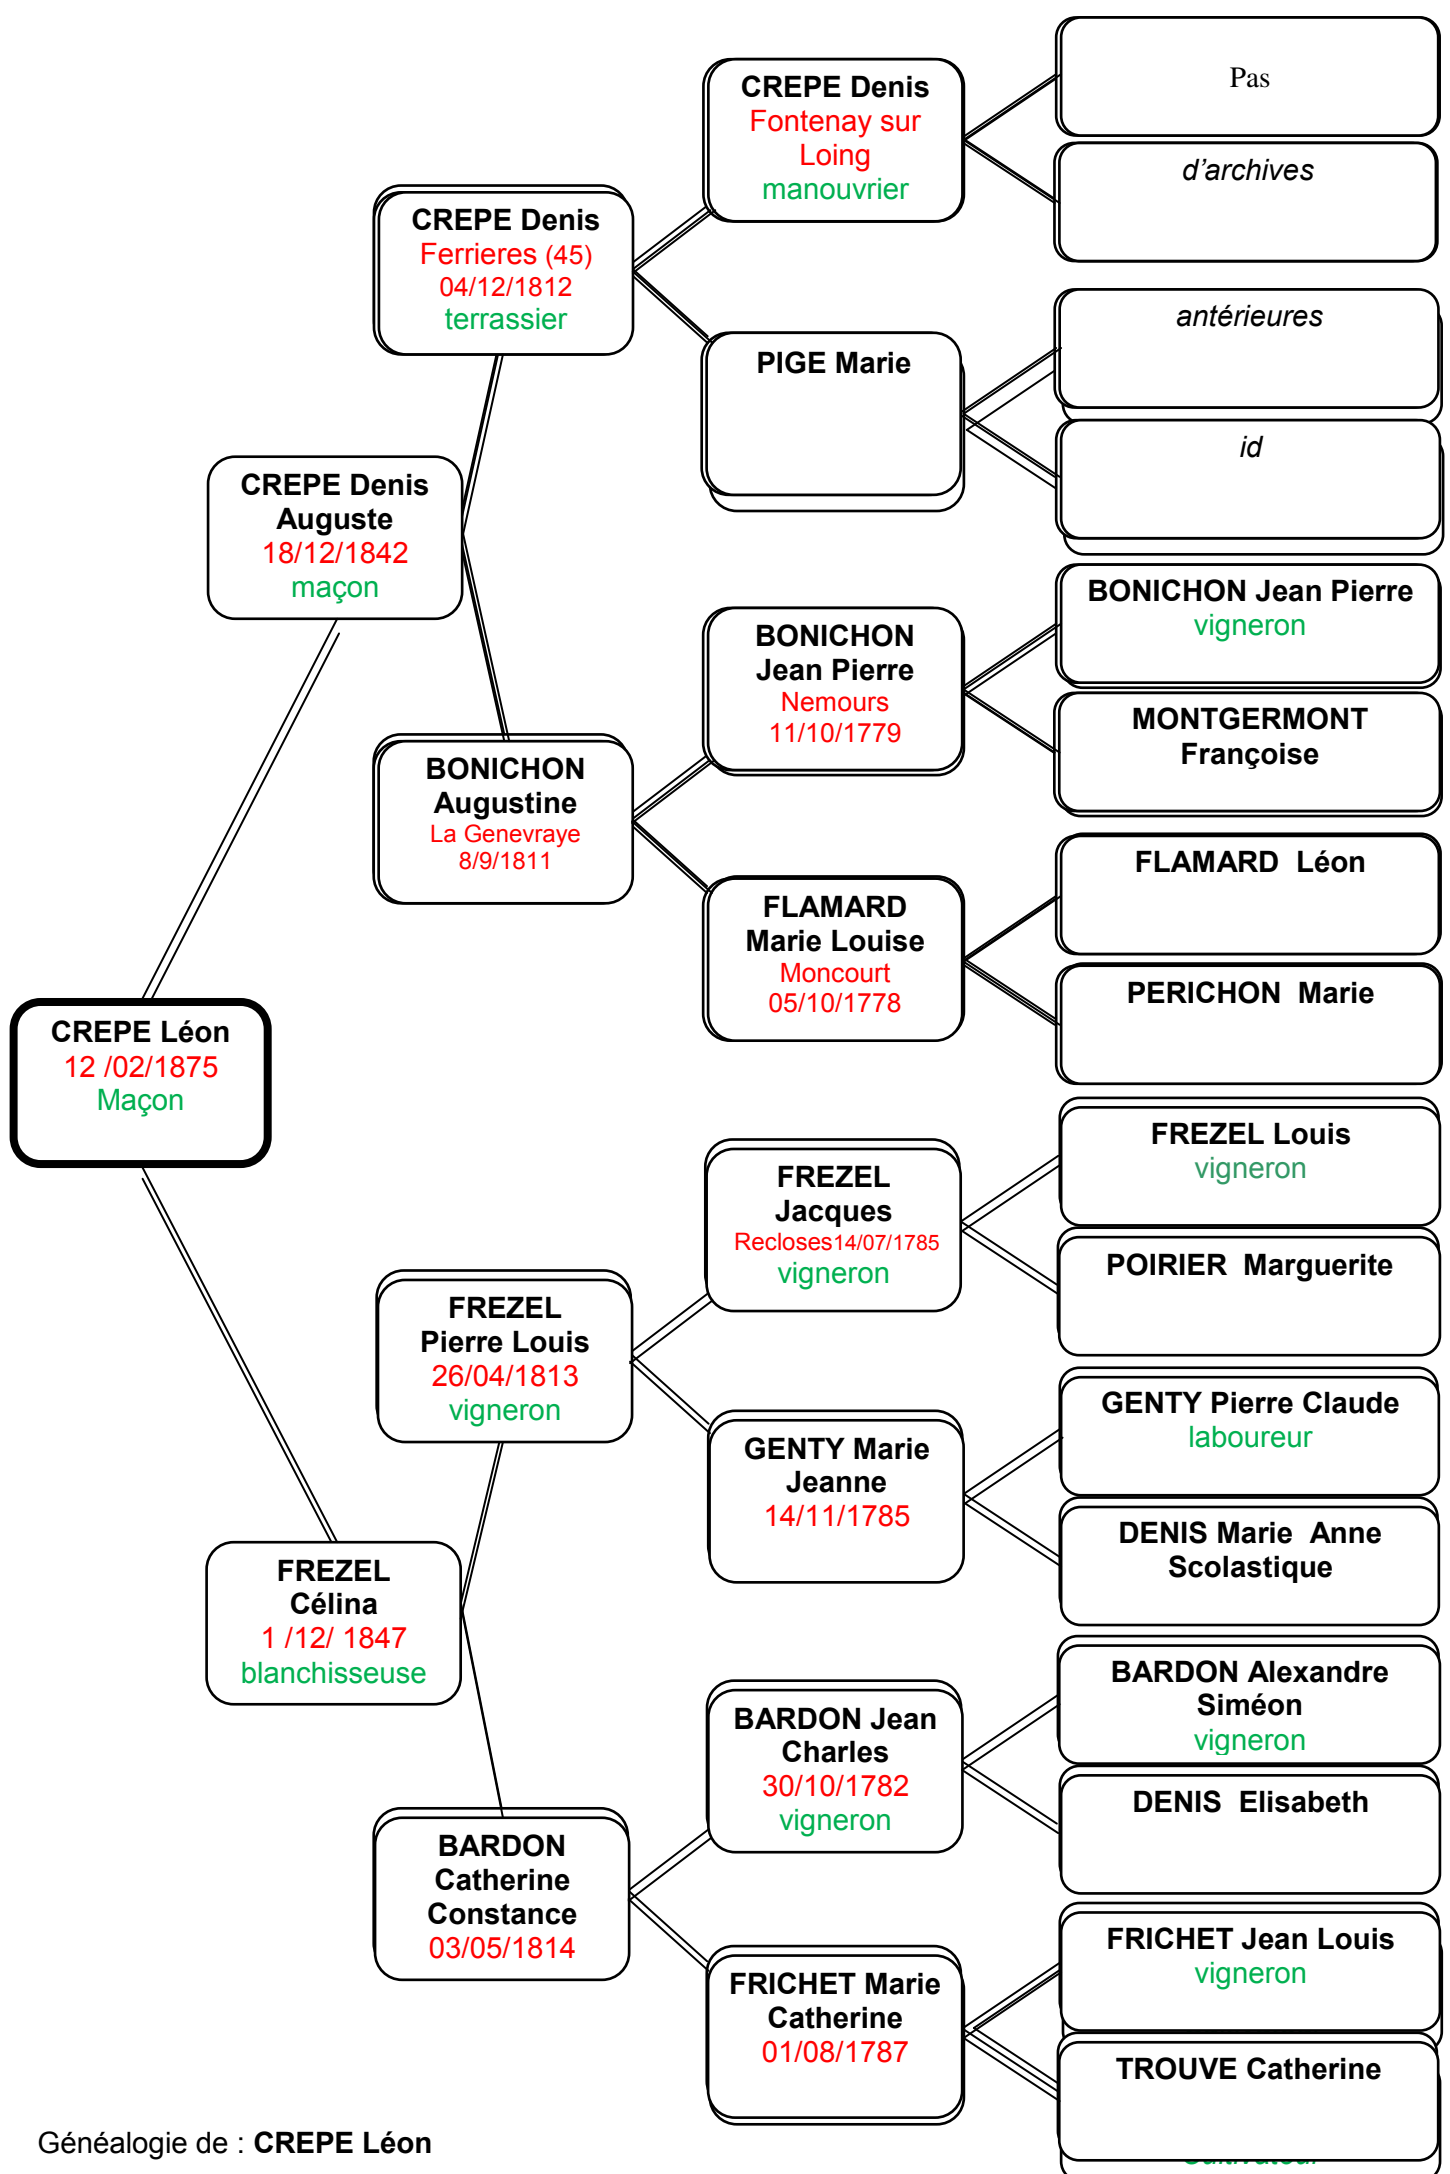 CREPE Léon
12 /02/1875
Maçon
CREPE Denis
Auguste
18/12/1842
maçon
FREZEL
Célina
1 /12/ 1847
blanchisseuse
CREPE Denis
Ferrieres (45)
04/12/1812
terrassier
BONICHON
Augustine
La Genevraye
8/9/1811
FREZEL
Pierre Louis
26/04/1813
vigneron
BARDON
Catherine
Constance
03/05/1814
CREPE Denis
Fontenay sur
Loing
manouvrier
PIGE Marie
BONICHON
Jean Pierre
Nemours
11/10/1779
FLAMARD
Marie Louise
Moncourt
05/10/1778
FREZEL
Jacques
Recloses14/07/1785
vigneron
GENTY Marie
Jeanne
14/11/1785
BARDON Jean
Charles
30/10/1782
vigneron
FRICHET Marie
Catherine
01/08/1787
Pas
d’archives
antérieures
id
BONICHON Jean Pierre
vigneron
MONTGERMONT
Françoise
FLAMARD  Léon
PERICHON  Marie
FREZEL Louis
vigneron
POIRIER  Marguerite
GENTY Pierre Claude
laboureur
DENIS Marie  Anne
Scolastique
BARDON Alexandre
Siméon
vigneron
DENIS  Elisabeth
FRICHET Jean Louis
vigneron
TROUVE Catherine
Généalogie de : CREPE Léon